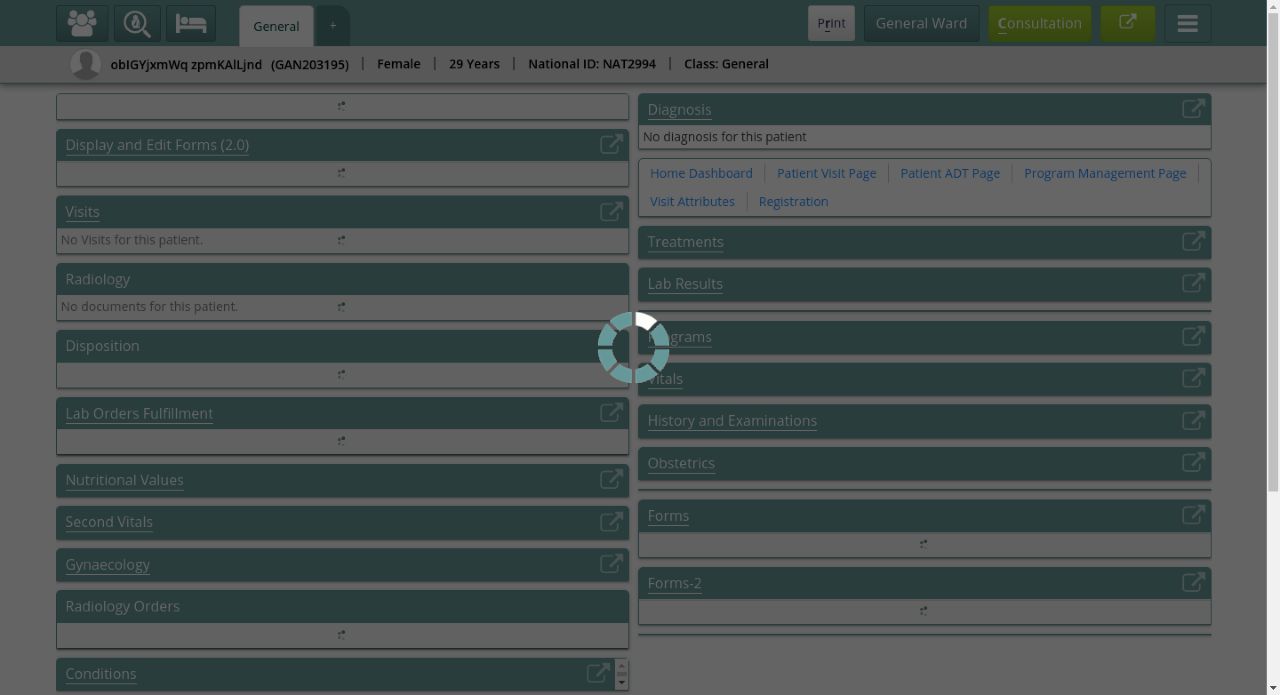 General
+
Print
General Ward
Consultation
obIGYjxmWq zpmKAlLjnd (GAN203195) | Female | 29 Years | National ID: NAT2994 | Class: General
Display and Edit Forms (2.0)
Visits
No Visits for this patient.
Radiology
No documents for this patient.
Disposition
Lab Orders Fulfillment
Nutritional Values
Second Vitals
Gynaecology
Radiology Orders
Conditions
Diagnosis
No diagnosis for this patient
Home Dashboard | Patient Visit Page | Patient ADT Page | Program Management Page |
Visit Attributes | Registration
Treatments
Lab Results
Programs
Vitals
History and Examinations
Obstetrics
Forms
Forms-2